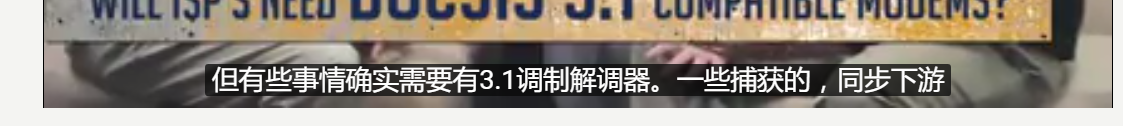 WILL ISP'S NEED DOCSIS 3.1 COMPATIBLE MODEMS?
但有些事情确实需要有3.1调制解调器。一些捕获的，同步下游